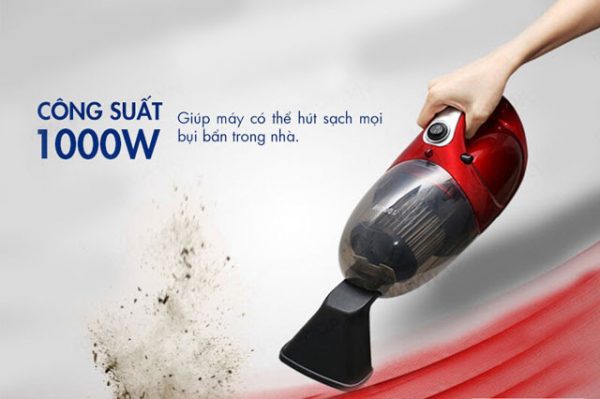 CÔNG SUẤT
1000W
Giúp máy có thể hút sạch mọi
bụi bẩn trong nhà.